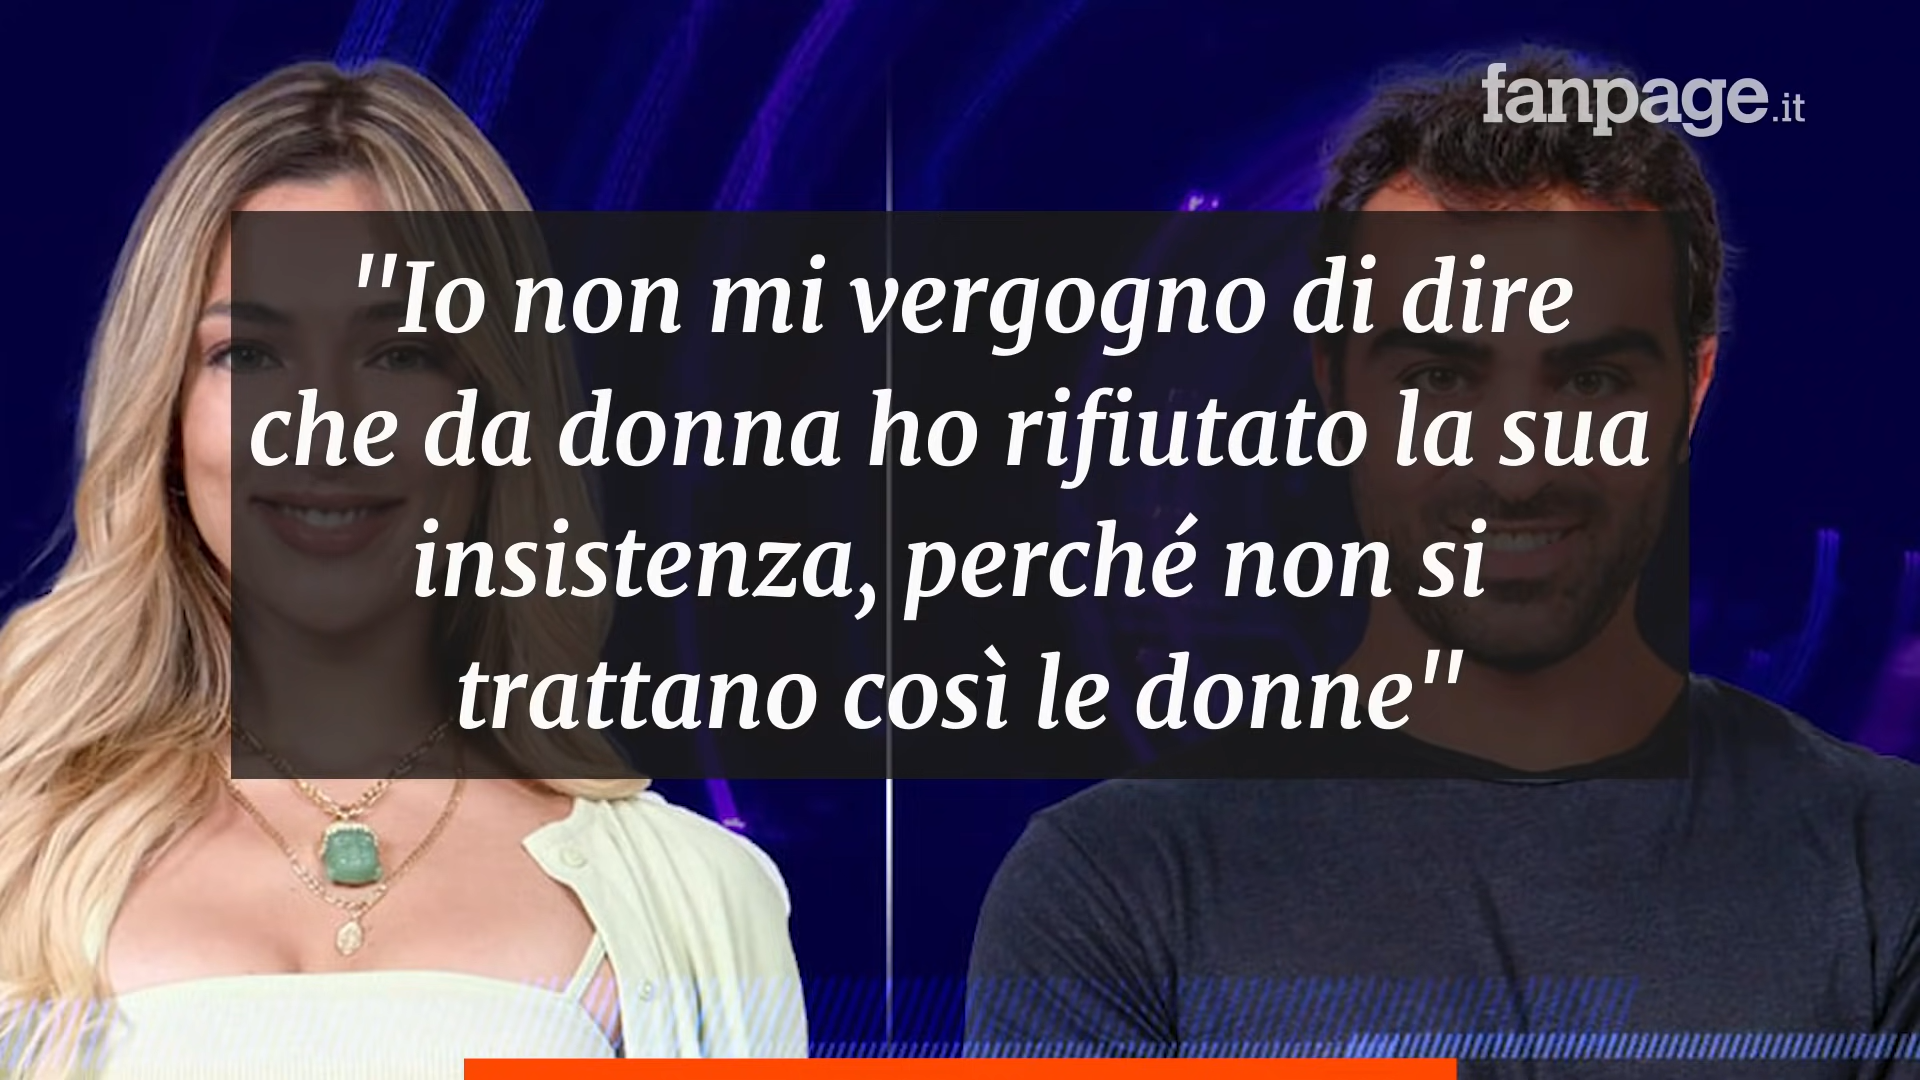 fanpage.it
"Io non mi vergogno di dire
che da donna ho rifiutato la sua
insistenza, perché non si
trattano così le donne"